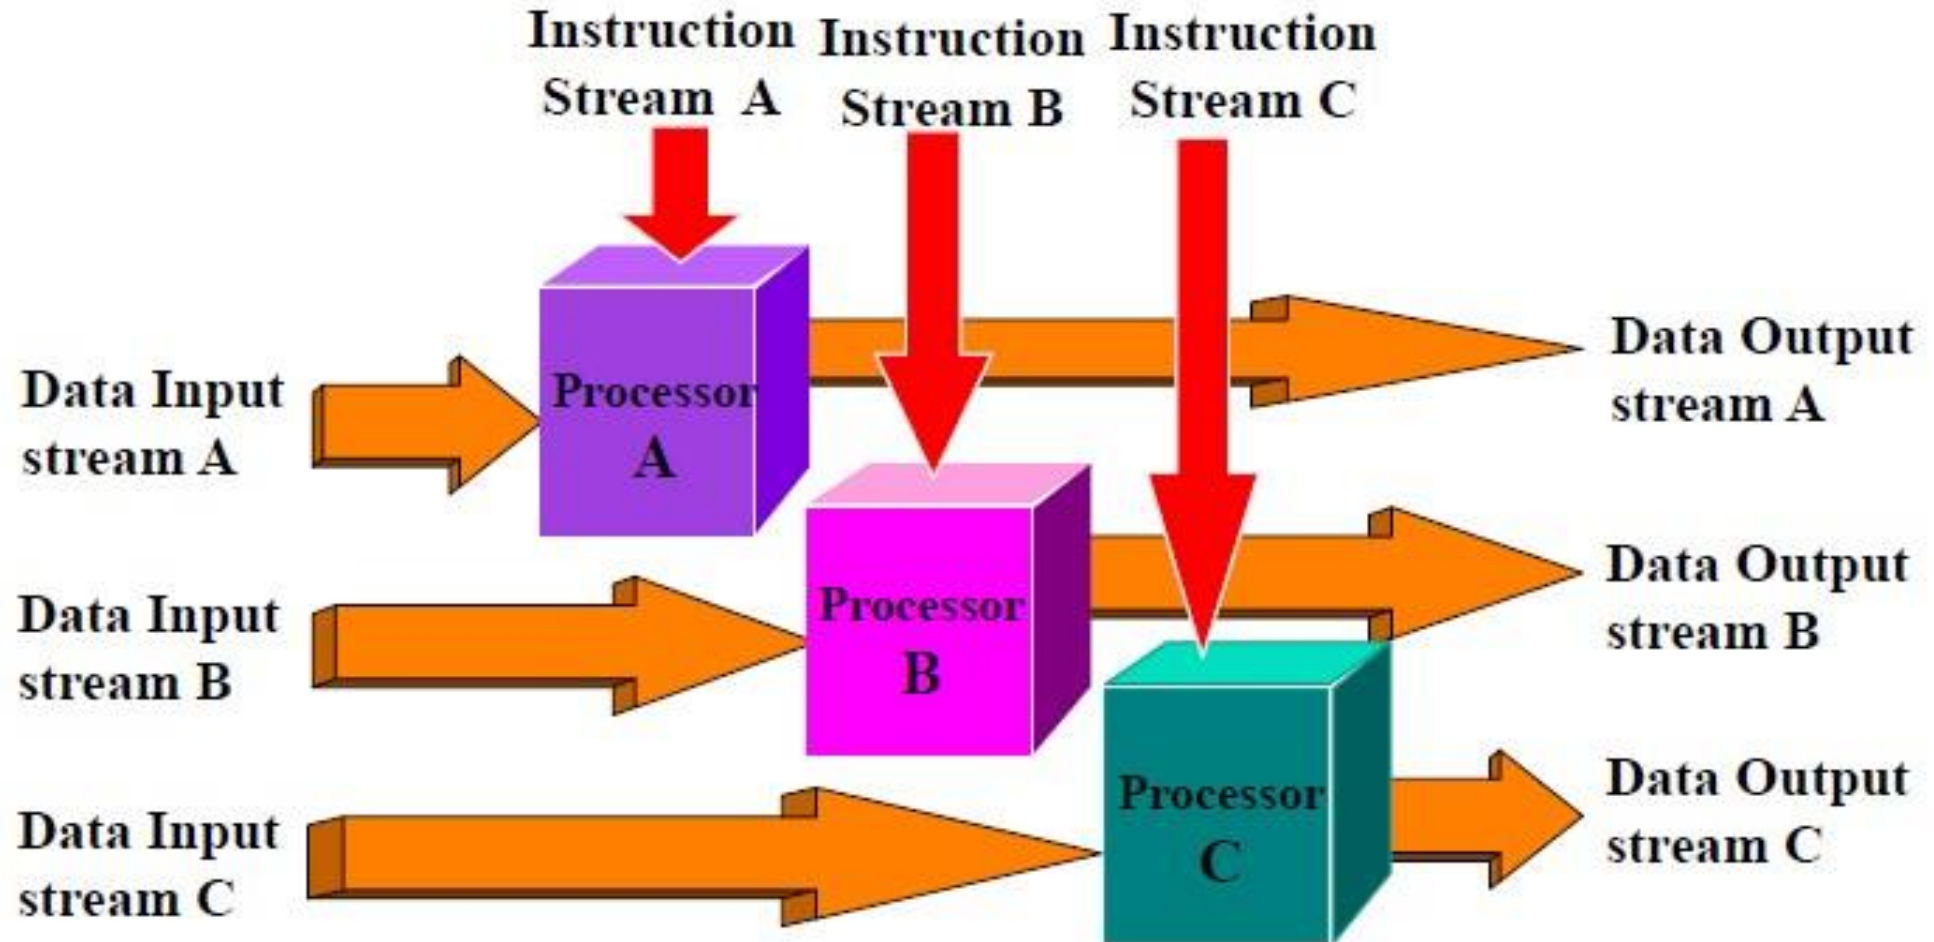 Instruction
Stream A
Instruction
Stream B
Instruction
Stream C
Data Input
stream A
Processor
A
Data Output
stream A
Data Input
stream B
Processor
B
Data Output
stream B
Data Input
stream C
Processor
C
Data Output
stream C